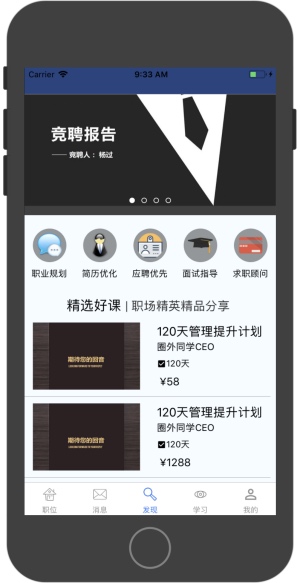 Carrier 9:33 AM
竞聘报告
竞聘人：杨过
职业规划 简历优化 应聘优先 面试指导 求职顾问
精选好课 | 职场精英精品分享
期待您的回音
120天管理提升计划
圈外同学CEO
120天
¥58
期待您的回音
120天管理提升计划
圈外同学CEO
120天
¥1288
职位 消息 发现 学习 我的